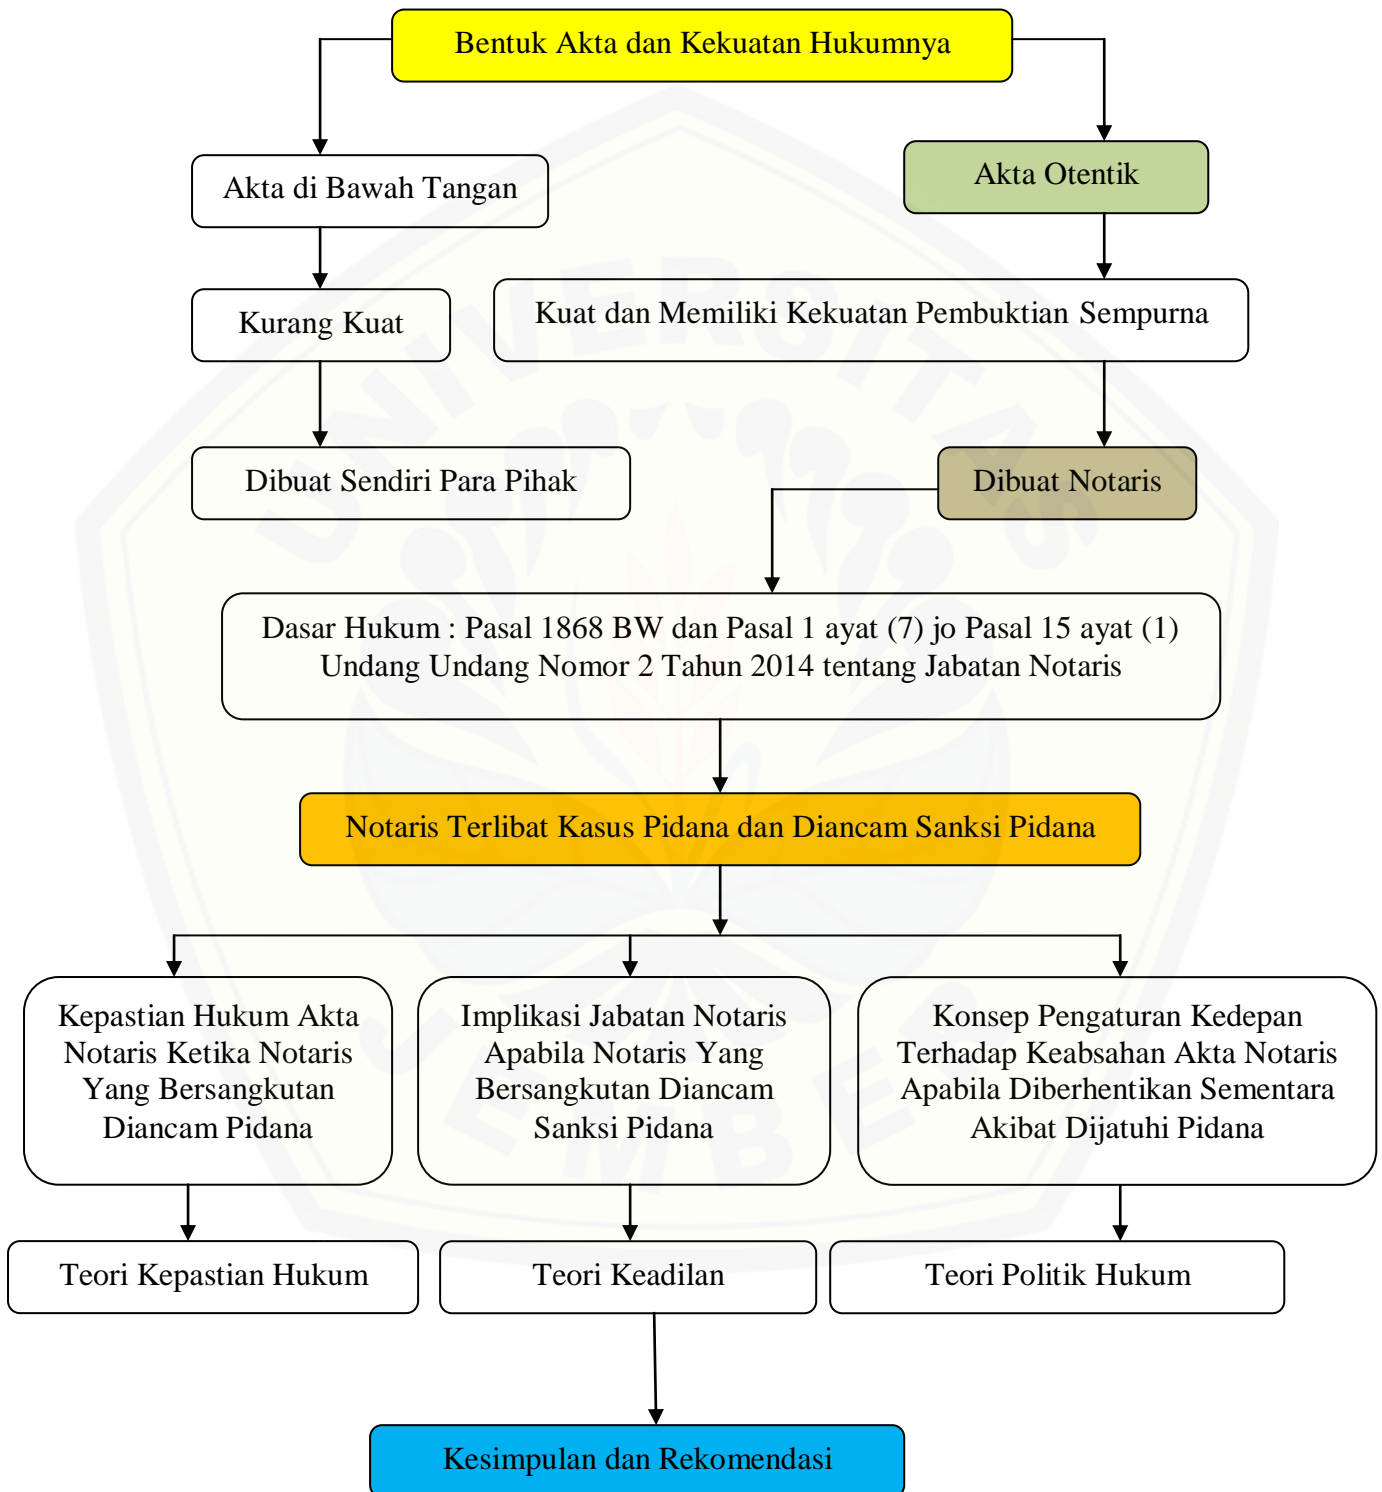 Bentuk Akta dan Kekuatan Hukumnya
Akta di Bawah Tangan
Akta Otentik
Kurang Kuat
Kuat dan Memiliki Kekuatan Pembuktian Sempurna
Dibuat Sendiri Para Pihak
Dibuat Notaris
Dasar Hukum : Pasal 1868 BW dan Pasal 1 ayat (7) jo Pasal 15 ayat (1)
Undang Undang Nomor 2 Tahun 2014 tentang Jabatan Notaris
Notaris Terlibat Kasus Pidana dan Diancam Sanksi Pidana
Kepastian Hukum Akta
Notaris Ketika Notaris
Yang Bersangkutan
Diancam Pidana
Implikasi Jabatan Notaris
Apabila Notaris Yang
Bersangkutan Diancam
Sanksi Pidana
Konsep Pengaturan Kedepan
Terhadap Keabsahan Akta Notaris
Apabila Diberhentikan Sementara
Akibat Dijatuhi Pidana
Teori Kepastian Hukum
Teori Keadilan
Teori Politik Hukum
Kesimpulan dan Rekomendasi
UNIVERSITAS
JEMBER